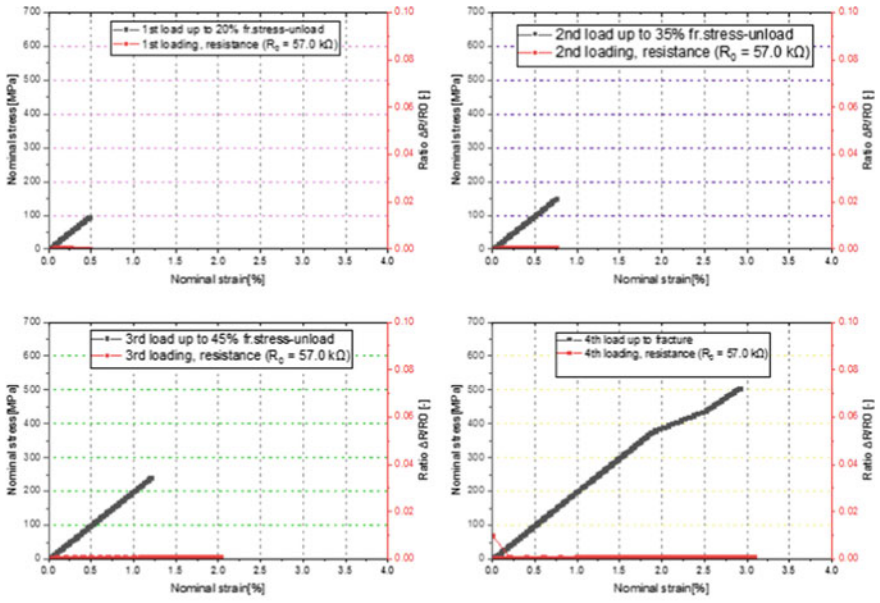 700
600
500
400
300
200
100
0
0.0 0.5 1.0 1.5 2.0 2.5 3.0 3.5 4.0
0.10
0.08
0.06
0.04
0.02
0.00
Nominal stress[MPa]
Nominal strain[%]
Ratio ΔR/R0 [-]
1st load up to 20% fr.stress-unload
1st loading, resistance (R₀ = 57.0 kΩ)
700
600
500
400
300
200
100
0
0.0 0.5 1.0 1.5 2.0 2.5 3.0 3.5 4.0
0.10
0.08
0.06
0.04
0.02
0.00
Nominal stress[MPa]
Nominal strain[%]
Ratio ΔR/R0 [-]
2nd load up to 35% fr.stress-unload
2nd loading, resistance (R₀ = 57.0 kΩ)
700
600
500
400
300
200
100
0
0.0 0.5 1.0 1.5 2.0 2.5 3.0 3.5 4.0
0.10
0.08
0.06
0.04
0.02
0.00
Nominal stress[MPa]
Nominal strain[%]
Ratio ΔR/R0 [-]
3rd load up to 45% fr.stress-unload
3rd loading, resistance (R₀ = 57.0 kΩ)
700
600
500
400
300
200
100
0
0.0 0.5 1.0 1.5 2.0 2.5 3.0 3.5 4.0
0.10
0.08
0.06
0.04
0.02
0.00
Nominal stress[MPa]
Nominal strain[%]
Ratio ΔR/R0 [-]
4th load up to fracture
4th loading, resistance (R₀ = 57.0 kΩ)